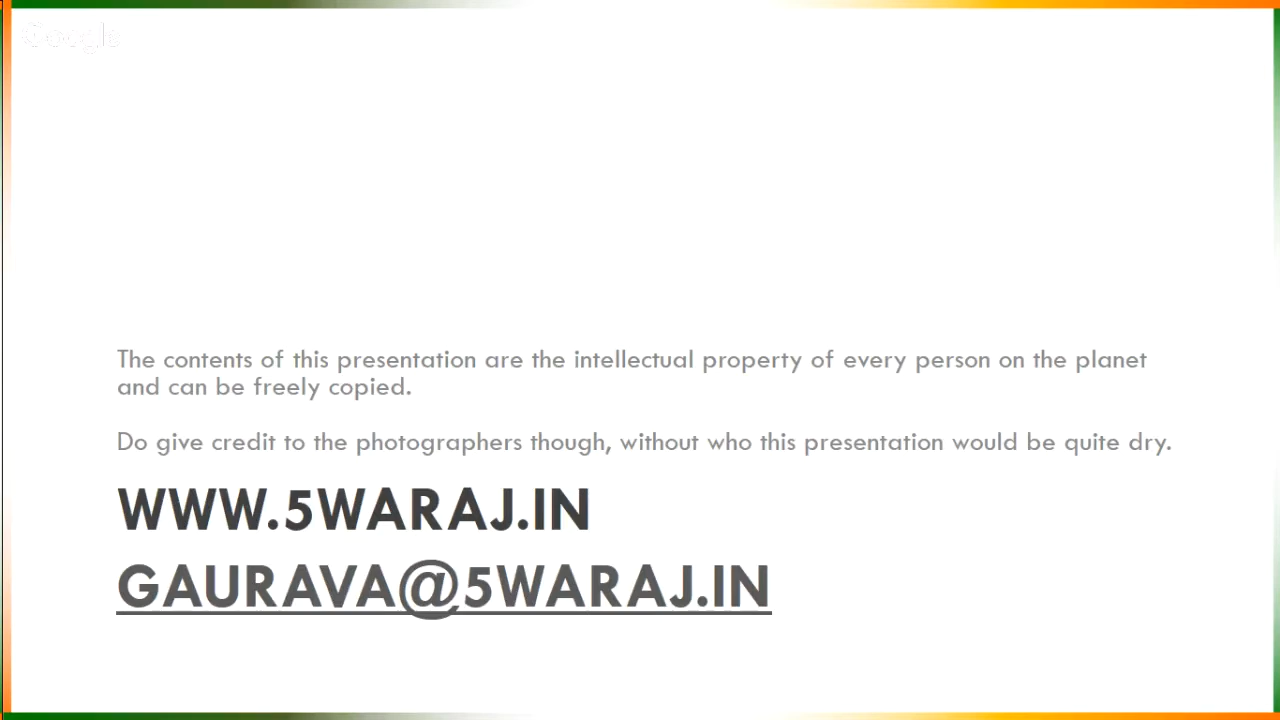 Google
The contents of this presentation are the intellectual property of every person on the planet
and can be freely copied.
Do give credit to the photographers though, without who this presentation would be quite dry.
WWW.5WARAJ.IN
GAURAVA@5WARAJ.IN